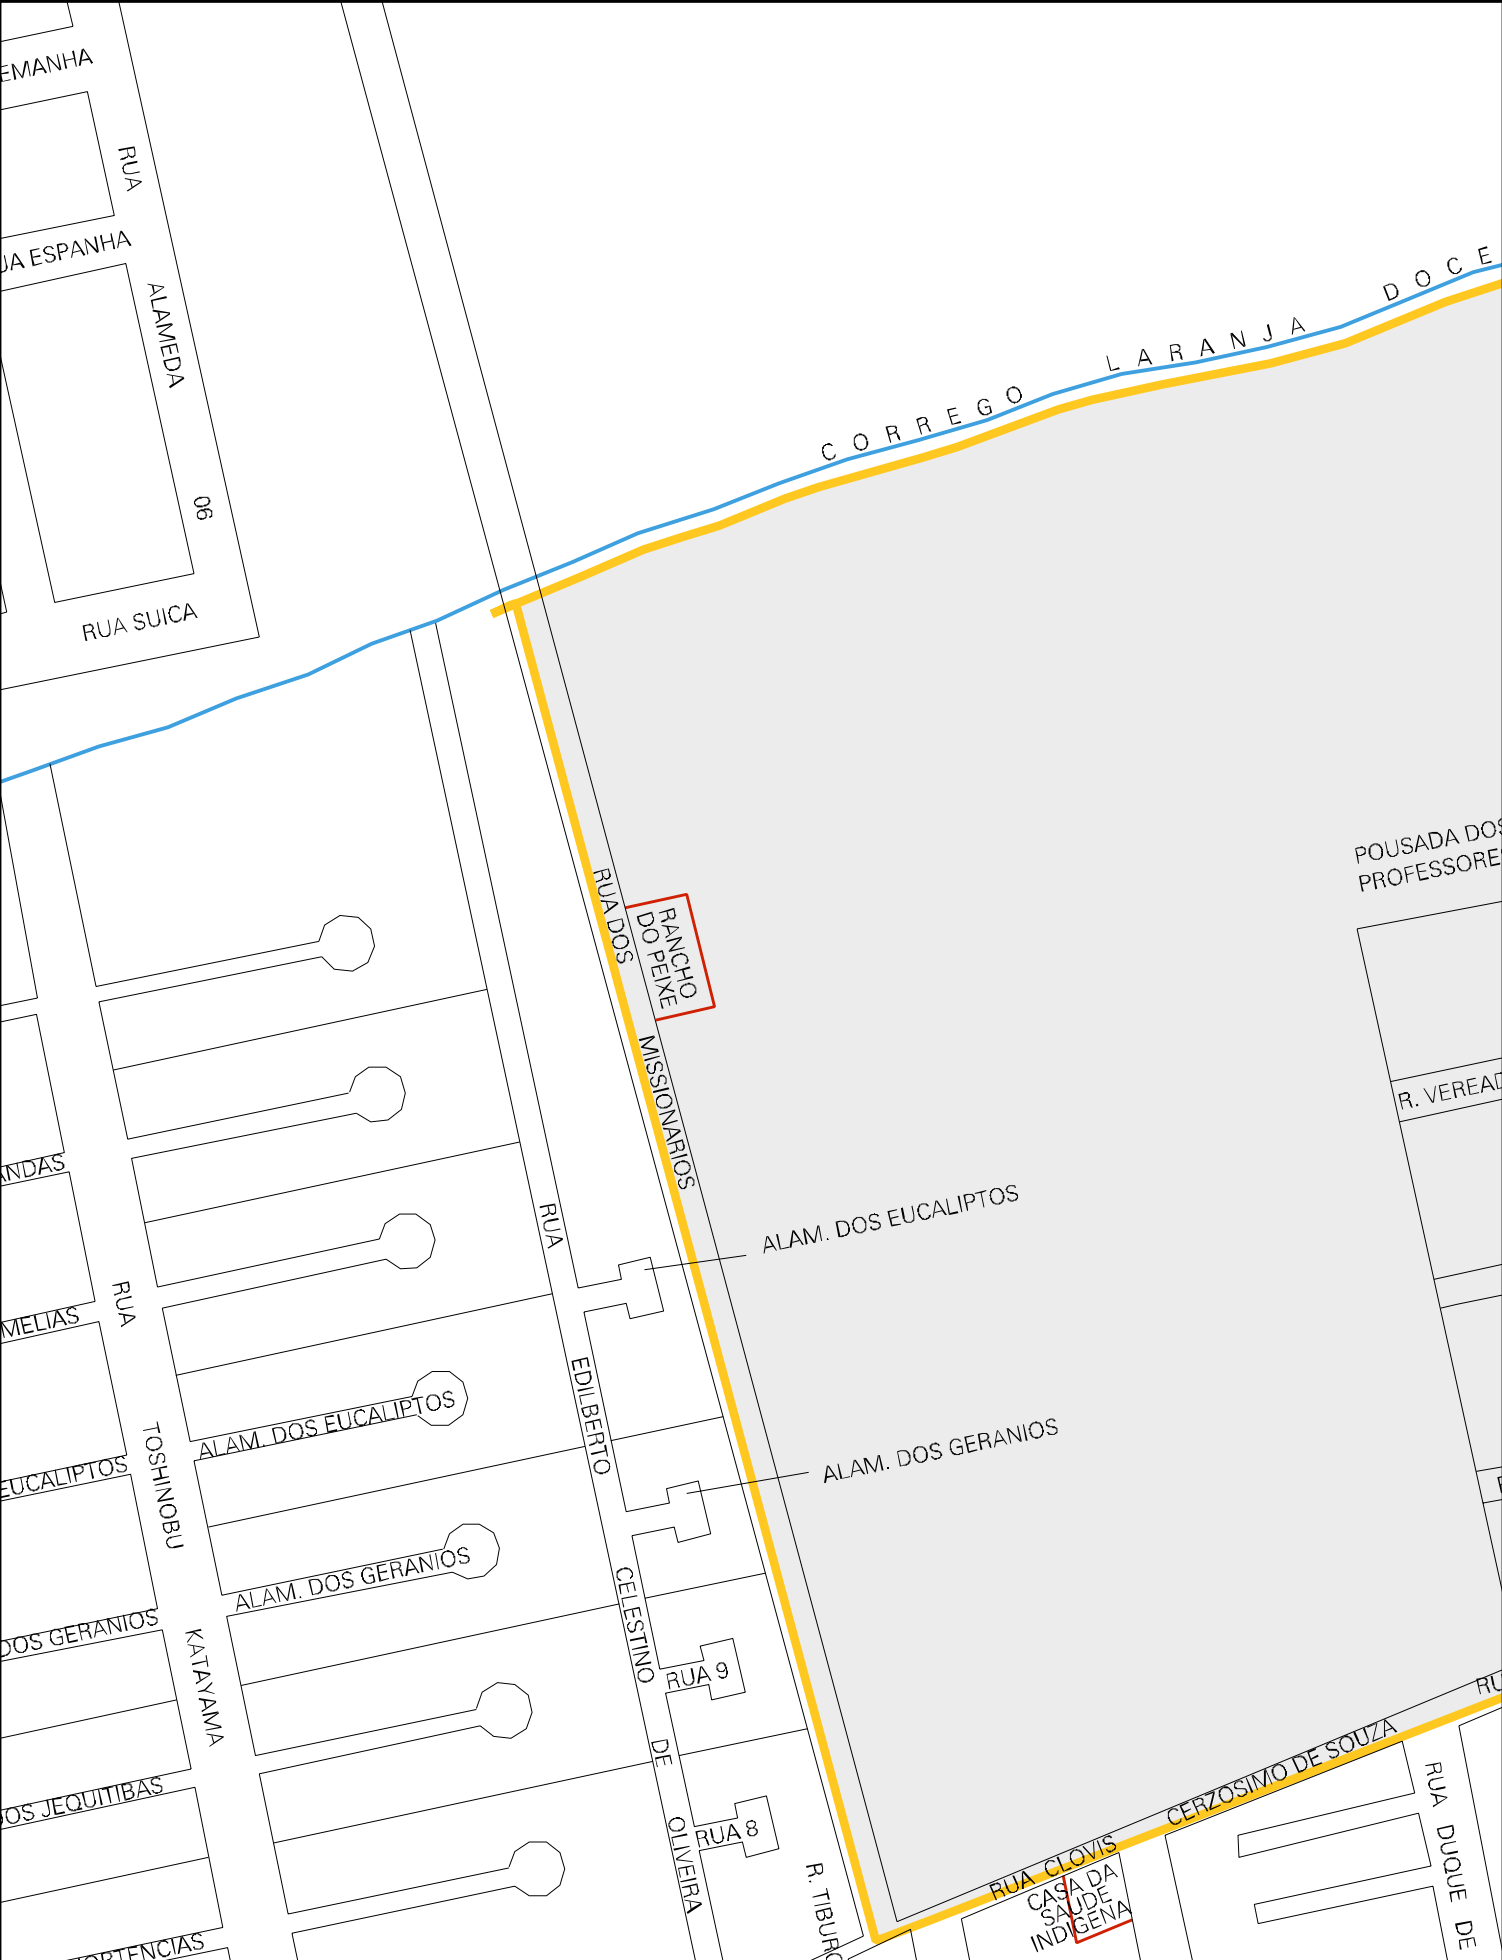 EMANHA
RUA
UA ESPANHA
ALAMEDA
06
RUA SUICA
CORREGO LARANJA DOCE
POUSADA DOS
PROFESSORES
RUA DOS
RANCHO
DO PEIXE
MISSIONARIOS
R. VEREAD
ANDAS
ALAM. DOS EUCALIPTOS
RUA
RUA
MELIAS
EDILBERTO
ALAM. DOS EUCALIPTOS
ALAM. DOS GERANIOS
TOSHINOBU
EUCALIPTOS
ALAM. DOS GERANIOS
CELESTINO
DOS GERANIOS
KATAYAMA
RUA 9
RU
DE
CERZOSIMO DE SOUZA
RUA DUQUE DE
DOS JEQUITIBAS
OLIVEIRA
RUA 8
R. TIBURC
RUA CLOVIS
CASA DA
SAUDE
INDIGENA
ORTENCIAS